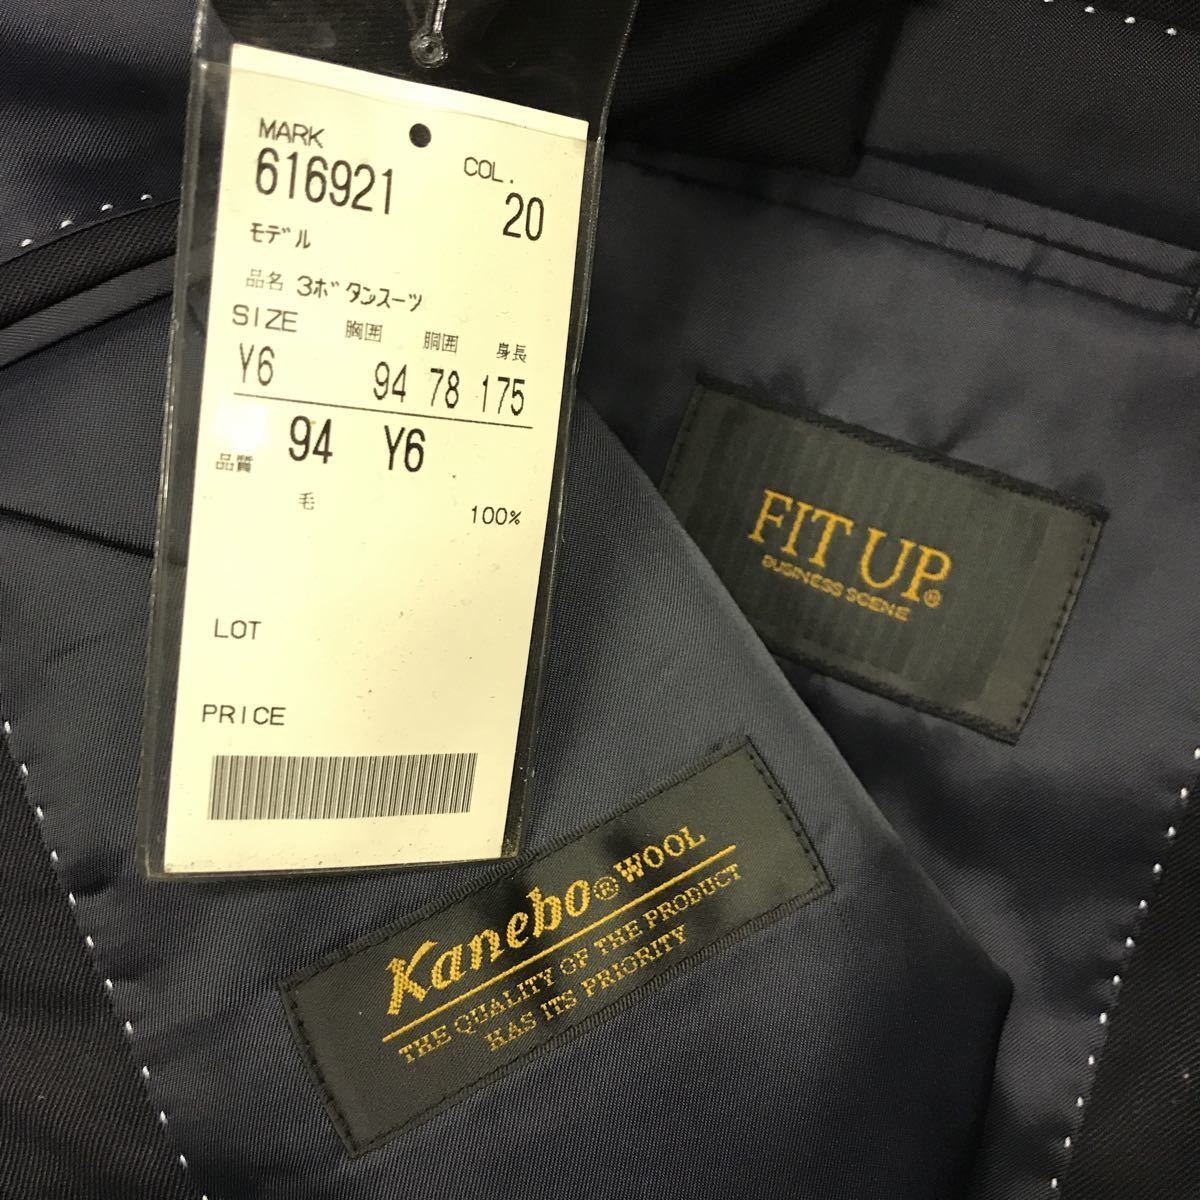 MARK
616921
COL.
20
モデル
品名 3ボタンスーツ
SIZE 胸囲 胴囲 身長
Y6 94 78 175
94 Y6
品質
毛 100%
LOT
PRICE
FIT UP®
BUSINESS SCENE
Kanebo® WOOL
THE QUALITY OF THE PRODUCT
HAS ITS PRIORITY